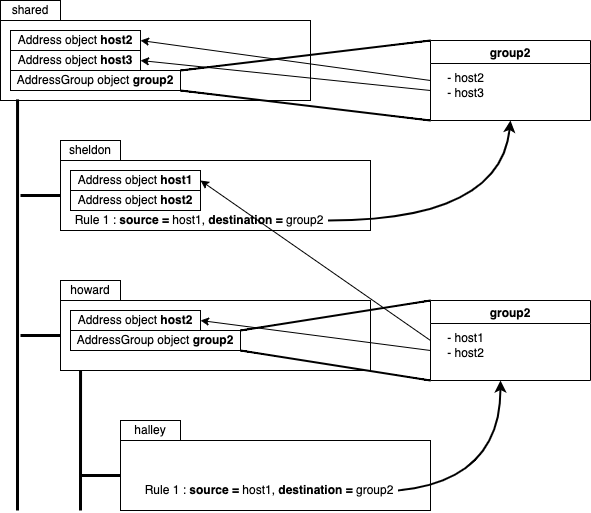 shared
Address object host2
Address object host3
AddressGroup object group2
group2
- host2
- host3
sheldon
Address object host1
Address object host2
Rule 1 : source = host1, destination = group2
howard
Address object host2
AddressGroup object group2
group2
- host1
- host2
halley
Rule 1 : source = host1, destination = group2